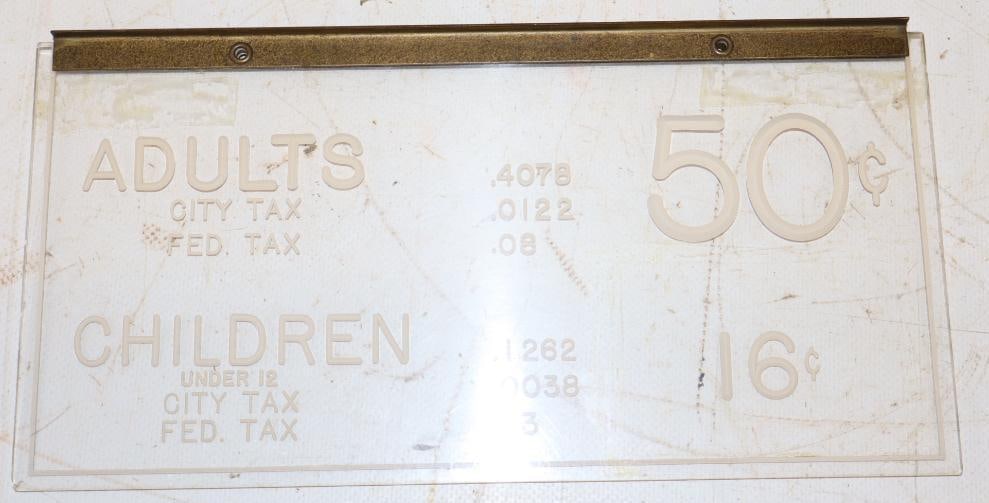 ADULTS .4078 50¢
CITY TAX .0122
FED. TAX .08
CHILDREN .1262 16¢
UNDER 12
CITY TAX .0038
FED. TAX 3